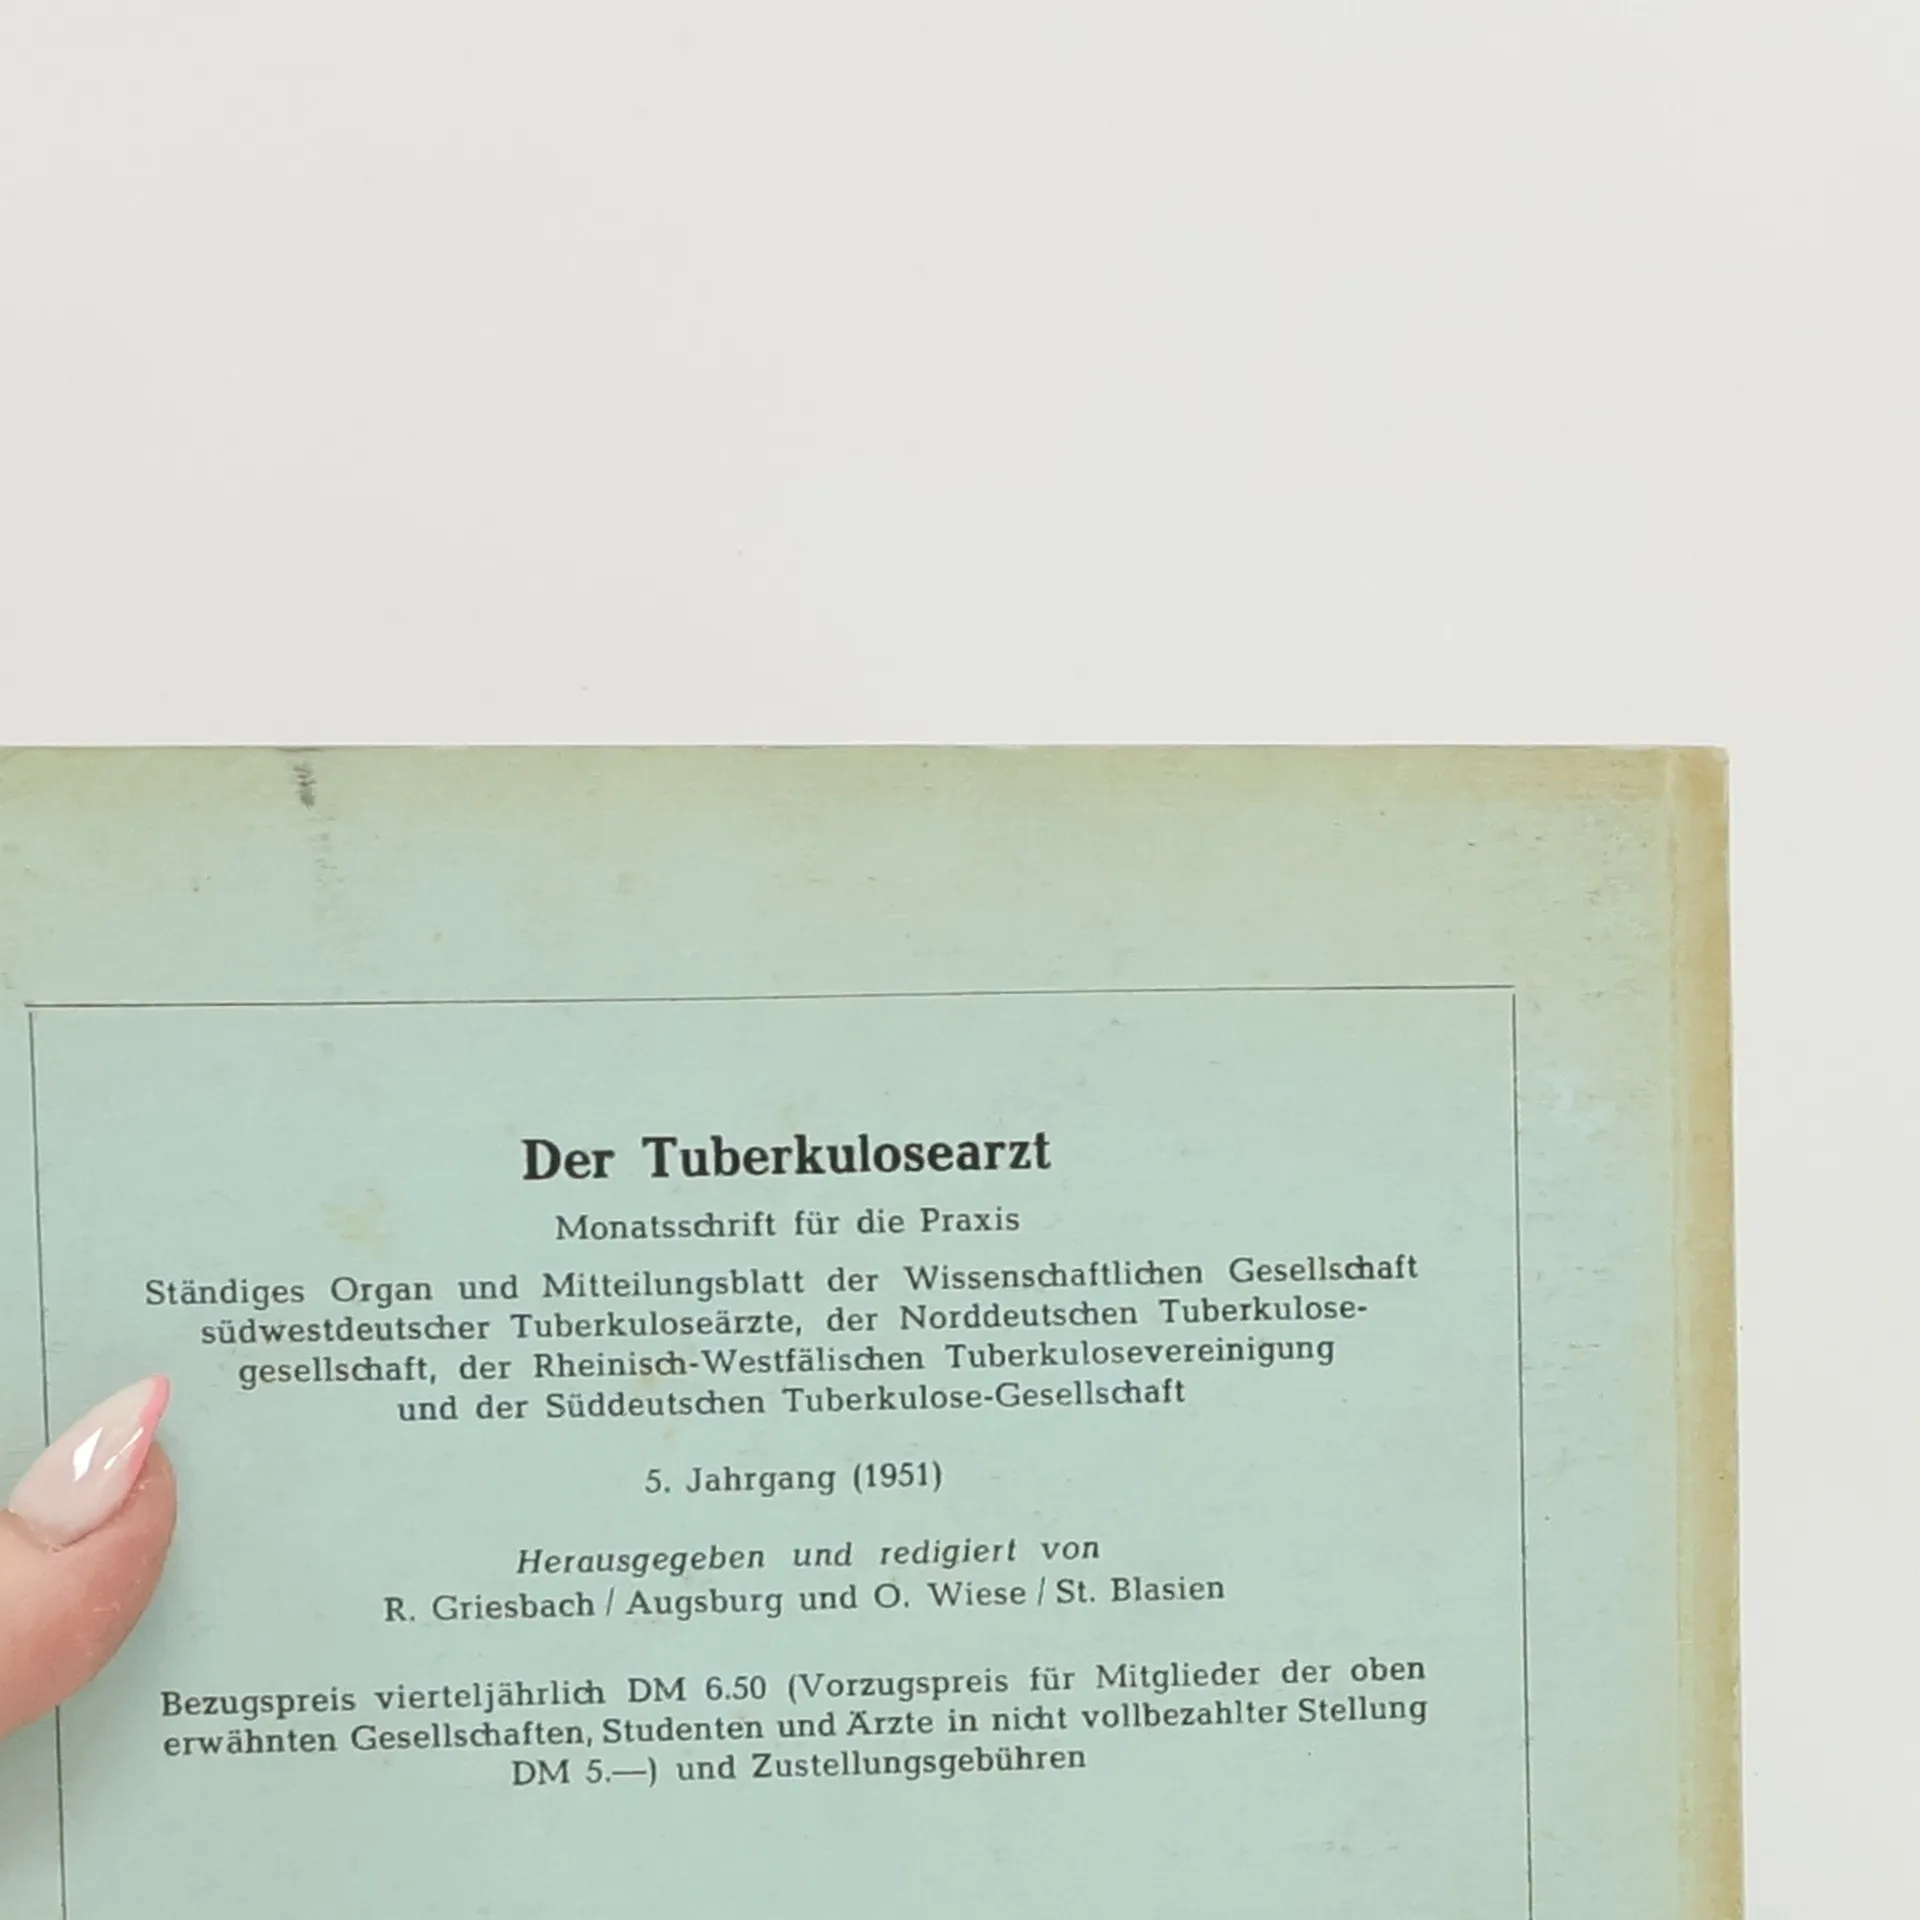 Der Tuberkulosearzt
Monatsschrift für die Praxis
Ständiges Organ und Mitteilungsblatt der Wissenschaftlichen Gesellschaft
südwestdeutscher Tuberkuloseärzte, der Norddeutschen Tuberkulose-
gesellschaft, der Rheinisch-Westfälischen Tuberkulosevereinigung
und der Süddeutschen Tuberkulose-Gesellschaft
5. Jahrgang (1951)
Herausgegeben und redigiert von
R. Griesbach / Augsburg und O. Wiese / St. Blasien
Bezugspreis vierteljährlich DM 6.50 (Vorzugspreis für Mitglieder der oben
erwähnten Gesellschaften, Studenten und Ärzte in nicht vollbezahlter Stellung
DM 5.—) und Zustellungsgebühren